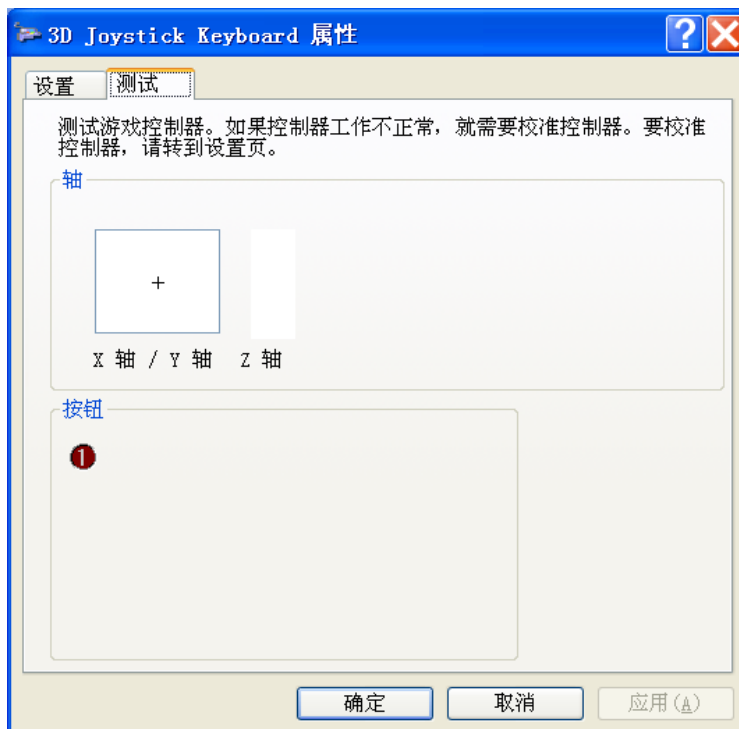 3D Joystick Keyboard 属性
?
设置
测试
测试游戏控制器。如果控制器工作不正常，就需要校准控制器。要校准
控制器，请转到设置页。
轴
X 轴 / Y 轴
Z 轴
按钮
1
确定
取消
应用(A)